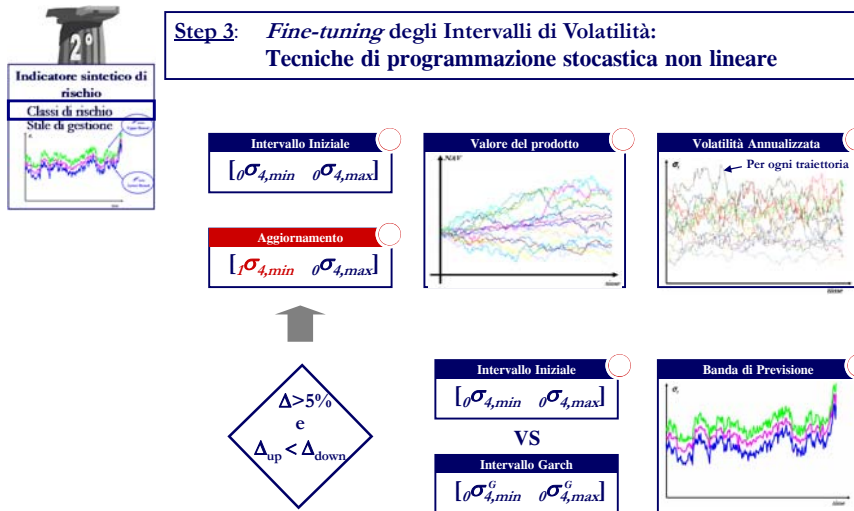 Step 3: Fine-tuning degli Intervalli di Volatilità:
Tecniche di programmazione stocastica non lineare
2°
Indicatore sintetico di
rischio
Classi di rischio
Stile di gestione
Intervallo Iniziale
[₀σ₄,min ₀σ₄,max]
Valore del prodotto
NAV
time
Volatilità Annualizzata
σₜ
Per ogni traiettoria
time
Aggiornamento
[₁σ₄,min ₀σ₄,max]
Δ>5%
e
Δup < Δdown
Intervallo Iniziale
[₀σ₄,min ₀σ₄,max]
VS
Intervallo Garch
[₀σᴳ₄,min ₀σᴳ₄,max]
Banda di Previsione
σₜ
time